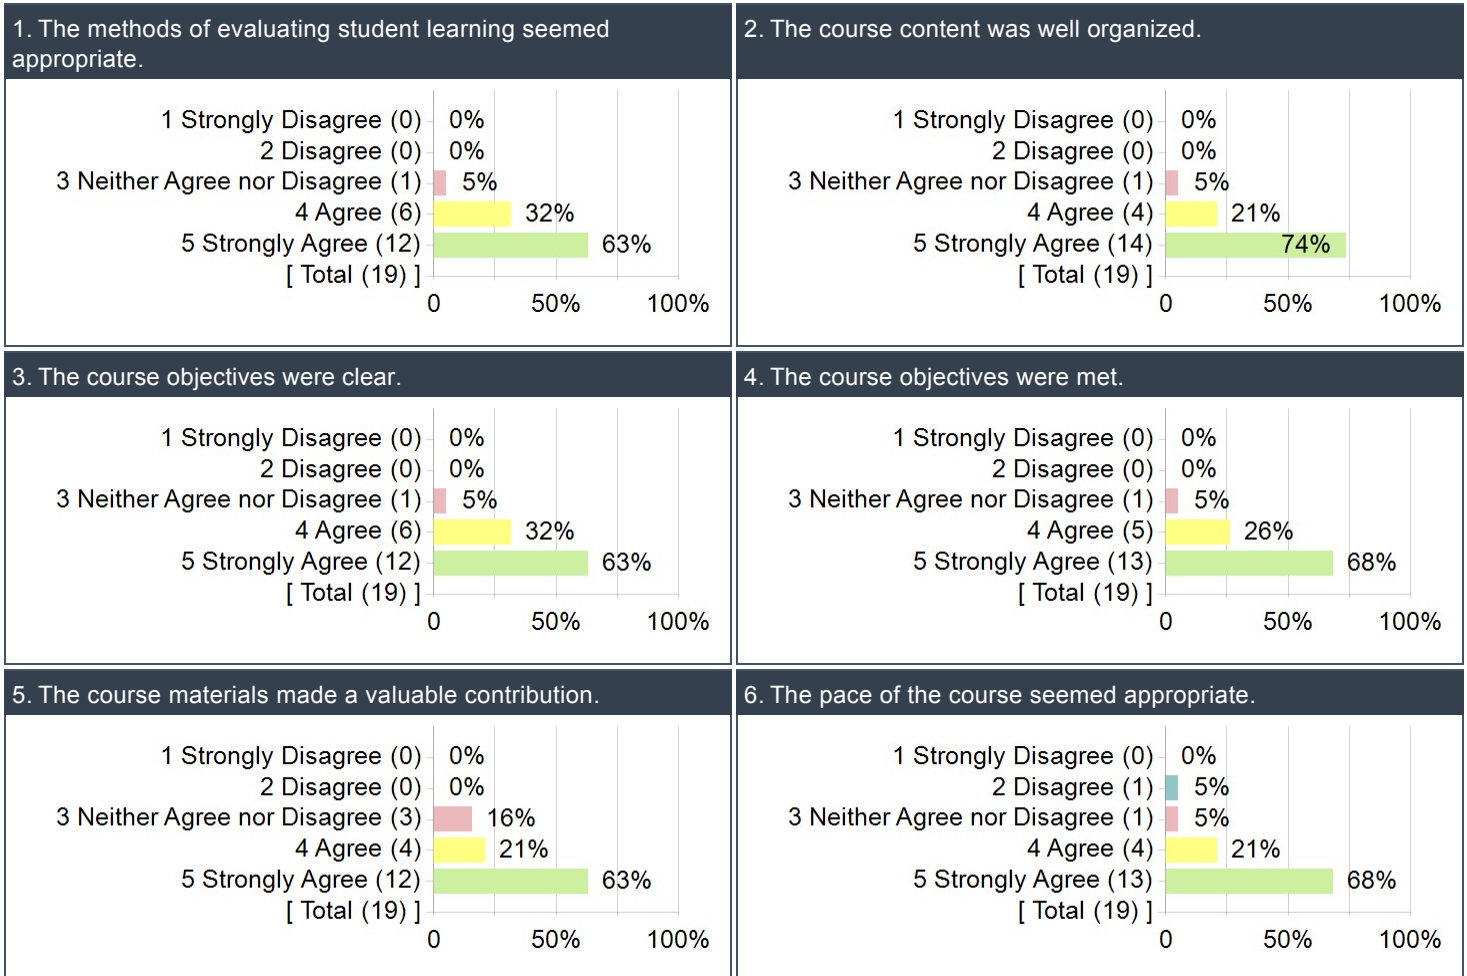 1. The methods of evaluating student learning seemed
appropriate.
1 Strongly Disagree (0) 0%
2 Disagree (0) 0%
3 Neither Agree nor Disagree (1) 5%
4 Agree (6) 32%
5 Strongly Agree (12) 63%
[ Total (19) ]
0 50% 100%
2. The course content was well organized.
1 Strongly Disagree (0) 0%
2 Disagree (0) 0%
3 Neither Agree nor Disagree (1) 5%
4 Agree (4) 21%
5 Strongly Agree (14) 74%
[ Total (19) ]
0 50% 100%
3. The course objectives were clear.
1 Strongly Disagree (0) 0%
2 Disagree (0) 0%
3 Neither Agree nor Disagree (1) 5%
4 Agree (6) 32%
5 Strongly Agree (12) 63%
[ Total (19) ]
0 50% 100%
4. The course objectives were met.
1 Strongly Disagree (0) 0%
2 Disagree (0) 0%
3 Neither Agree nor Disagree (1) 5%
4 Agree (5) 26%
5 Strongly Agree (13) 68%
[ Total (19) ]
0 50% 100%
5. The course materials made a valuable contribution.
1 Strongly Disagree (0) 0%
2 Disagree (0) 0%
3 Neither Agree nor Disagree (3) 16%
4 Agree (4) 21%
5 Strongly Agree (12) 63%
[ Total (19) ]
0 50% 100%
6. The pace of the course seemed appropriate.
1 Strongly Disagree (0) 0%
2 Disagree (1) 5%
3 Neither Agree nor Disagree (1) 5%
4 Agree (4) 21%
5 Strongly Agree (13) 68%
[ Total (19) ]
0 50% 100%